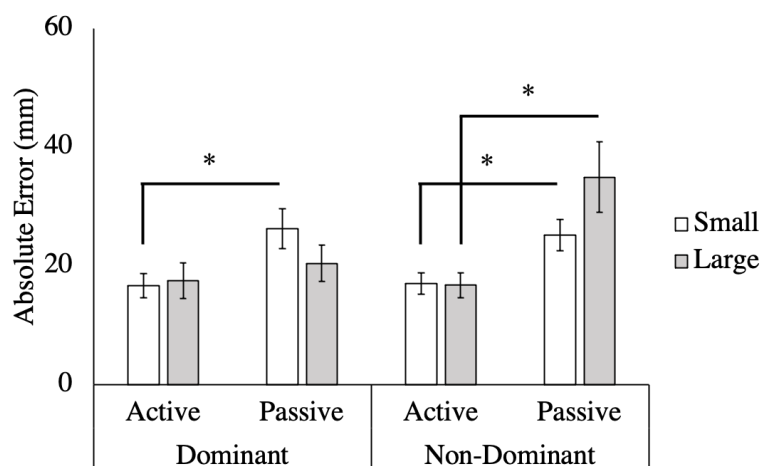 60
40
20
0
Absolute Error (mm)
*
*
*
Small
Large
Active
Passive
Active
Passive
Dominant
Non-Dominant